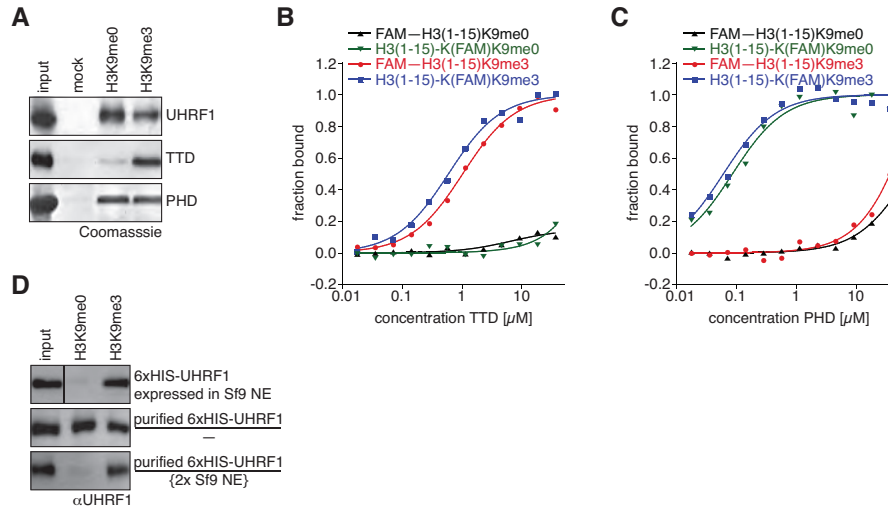 A
input
mock
H3K9me0
H3K9me3
UHRF1
TTD
PHD
Coomasssie
B
FAM—H3(1-15)K9me0
H3(1-15)-K(FAM)K9me0
FAM—H3(1-15)K9me3
H3(1-15)-K(FAM)K9me3
fraction bound
1.2
1.0
0.8
0.6
0.4
0.2
0.0
-0.2
0.01
0.1
1
10
concentration TTD [µM]
C
FAM—H3(1-15)K9me0
H3(1-15)-K(FAM)K9me0
FAM—H3(1-15)K9me3
H3(1-15)-K(FAM)K9me3
fraction bound
1.2
1.0
0.8
0.6
0.4
0.2
0.0
-0.2
0.01
0.1
1
10
concentration PHD [µM]
D
input
H3K9me0
H3K9me3
6xHIS-UHRF1
expressed in Sf9 NE
purified 6xHIS-UHRF1
—
purified 6xHIS-UHRF1
{2x Sf9 NE}
αUHRF1